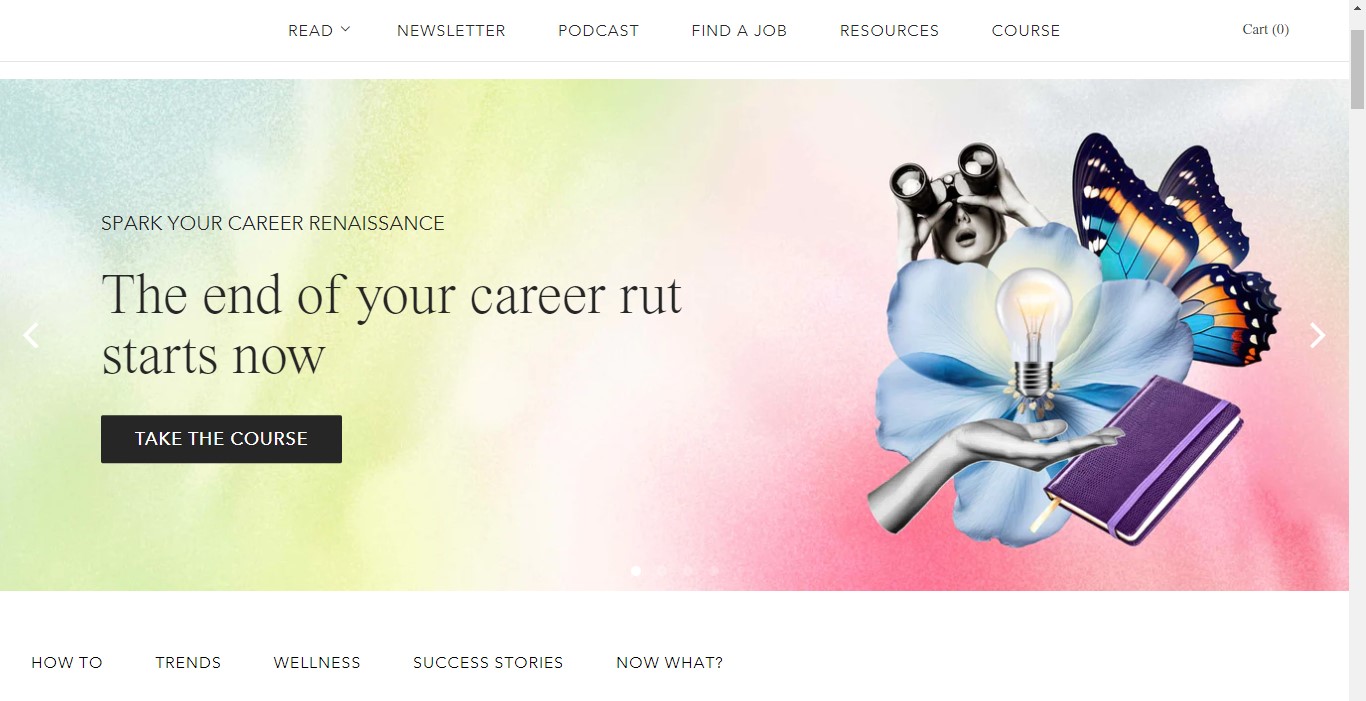 READ NEWSLETTER PODCAST FIND A JOB RESOURCES COURSE Cart (0)
SPARK YOUR CAREER RENAISSANCE
The end of your career rut
starts now
TAKE THE COURSE
HOW TO TRENDS WELLNESS SUCCESS STORIES NOW WHAT?